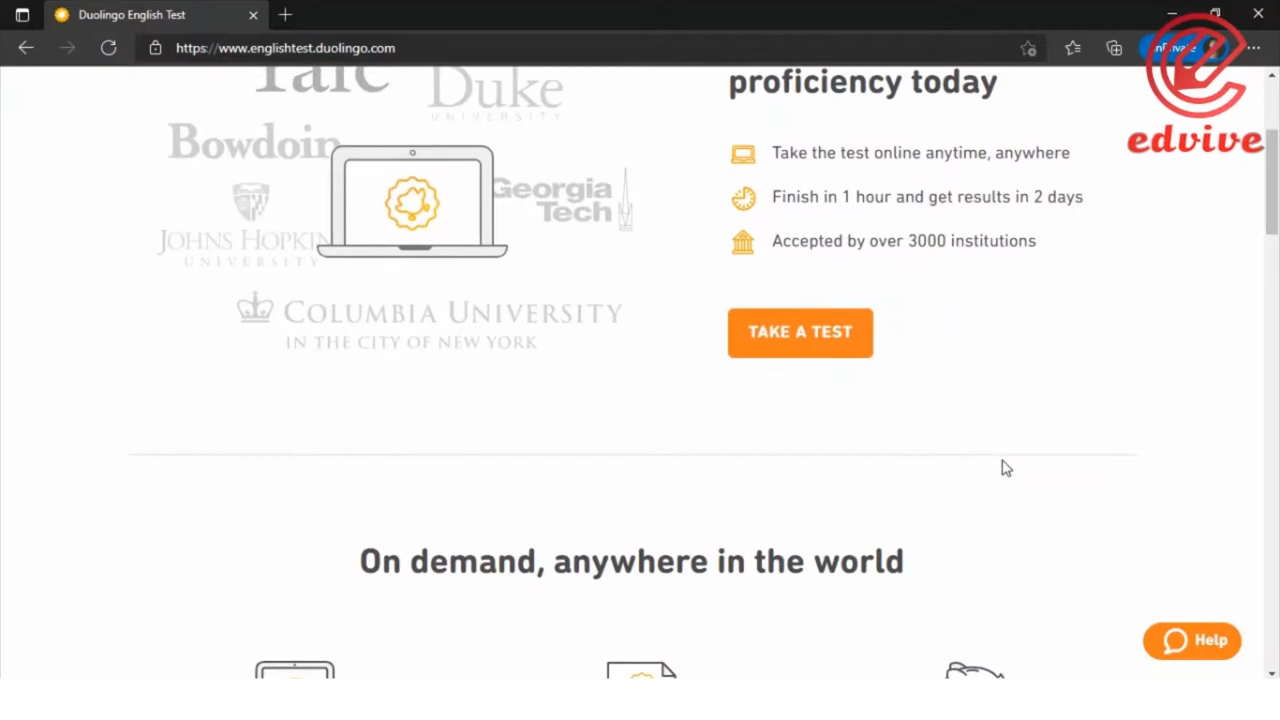 Duolingo English Test
https://www.englishtest.duolingo.com
edvive
Yale
Duke
UNIVERSITY
proficiency today
Bowdoin
Take the test online anytime, anywhere
Georgia
Tech
Finish in 1 hour and get results in 2 days
JOHNS HOPKIN
UNIVERSITY
Accepted by over 3000 institutions
COLUMBIA UNIVERSITY
IN THE CITY OF NEW YORK
TAKE A TEST
On demand, anywhere in the world
Help